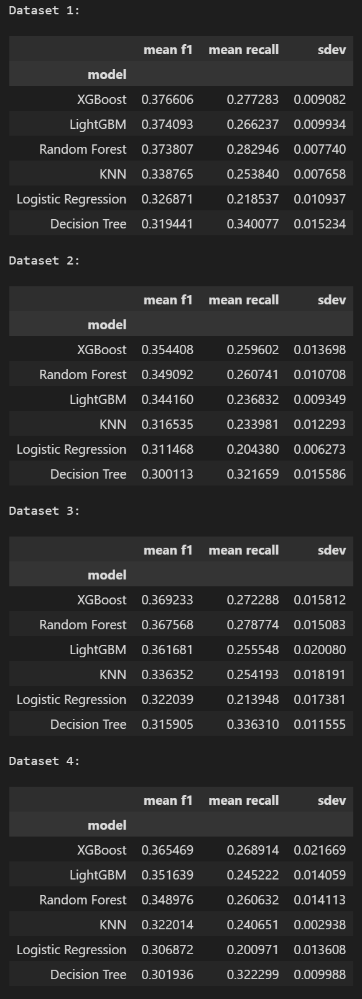 Dataset 1:
mean f1 mean recall sdev
model
XGBoost 0.376606 0.277283 0.009082
LightGBM 0.374093 0.266237 0.009934
Random Forest 0.373807 0.282946 0.007740
KNN 0.338765 0.253840 0.007658
Logistic Regression 0.326871 0.218537 0.010937
Decision Tree 0.319441 0.340077 0.015234
Dataset 2:
mean f1 mean recall sdev
model
XGBoost 0.354408 0.259602 0.013698
Random Forest 0.349092 0.260741 0.010708
LightGBM 0.344160 0.236832 0.009349
KNN 0.316535 0.233981 0.012293
Logistic Regression 0.311468 0.204380 0.006273
Decision Tree 0.300113 0.321659 0.015586
Dataset 3:
mean f1 mean recall sdev
model
XGBoost 0.369233 0.272288 0.015812
Random Forest 0.367568 0.278774 0.015083
LightGBM 0.361681 0.255548 0.020080
KNN 0.336352 0.254193 0.018191
Logistic Regression 0.322039 0.213948 0.017381
Decision Tree 0.315905 0.336310 0.011555
Dataset 4:
mean f1 mean recall sdev
model
XGBoost 0.365469 0.268914 0.021669
LightGBM 0.351639 0.245222 0.014059
Random Forest 0.348976 0.260632 0.014113
KNN 0.322014 0.240651 0.002938
Logistic Regression 0.306872 0.200971 0.013608
Decision Tree 0.301936 0.322299 0.009988